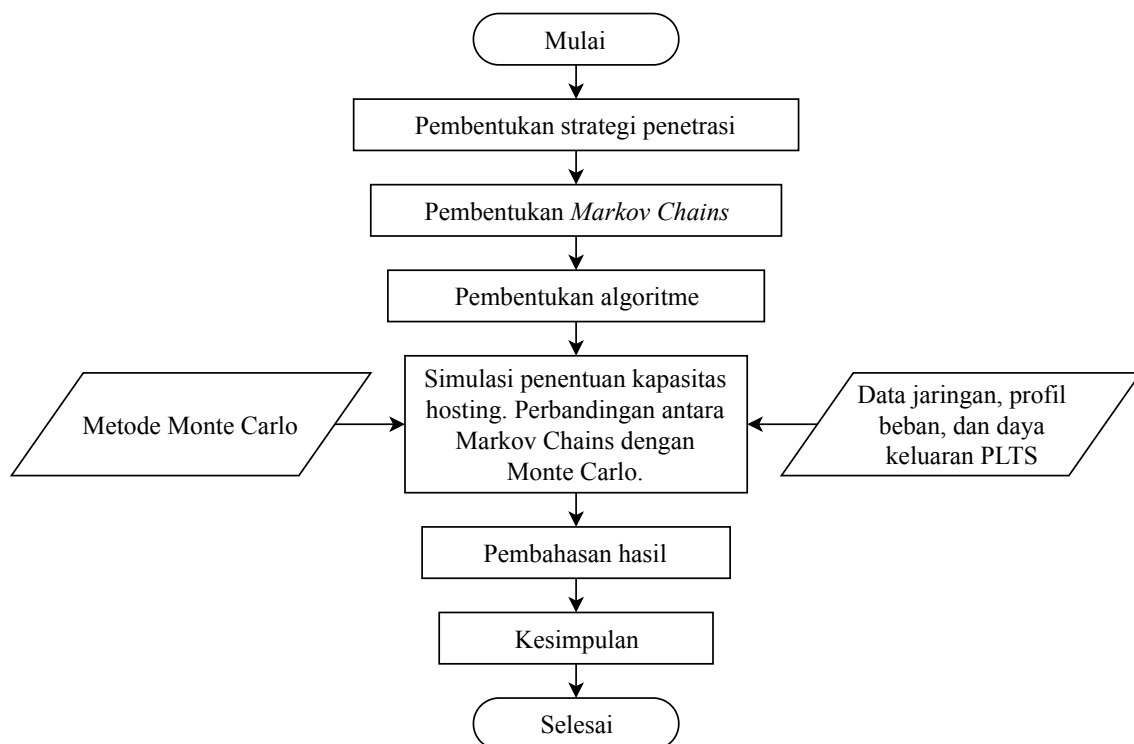 Mulai
Pembentukan strategi penetrasi
Pembentukan Markov Chains
Pembentukan algoritme
Metode Monte Carlo
Simulasi penentuan kapasitas
hosting. Perbandingan antara
Markov Chains dengan
Monte Carlo.
Data jaringan, profil
beban, dan daya
keluaran PLTS
Pembahasan hasil
Kesimpulan
Selesai